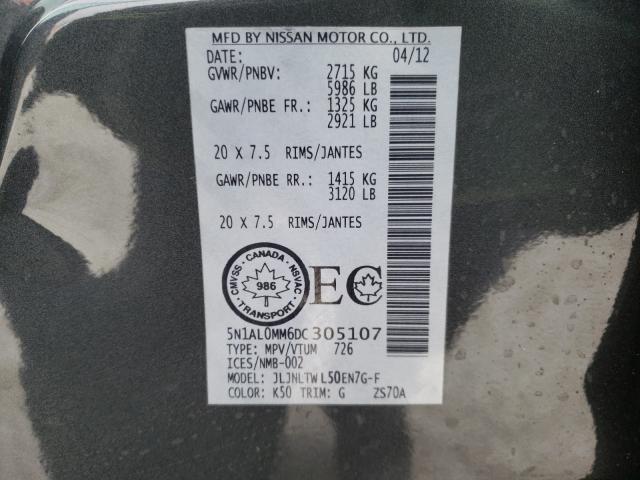 MFD BY NISSAN MOTOR CO., LTD.
DATE: 04/12
GVWR/PNBV: 2715 KG
5986 LB
GAWR/PNBE FR.: 1325 KG
2921 LB
20 X 7.5 RIMS/JANTES
GAWR/PNBE RR.: 1415 KG
3120 LB
20 X 7.5 RIMS/JANTES
CANADA
CMVSS 986 NSVAC
TRANSPORT
EC
5N1AL0MM6DC305107
TYPE: MPV/VTUM 726
ICES/NMB-002
MODEL: JLJNLTW L50EN7G-F
COLOR: K50 TRIM: G ZS70A